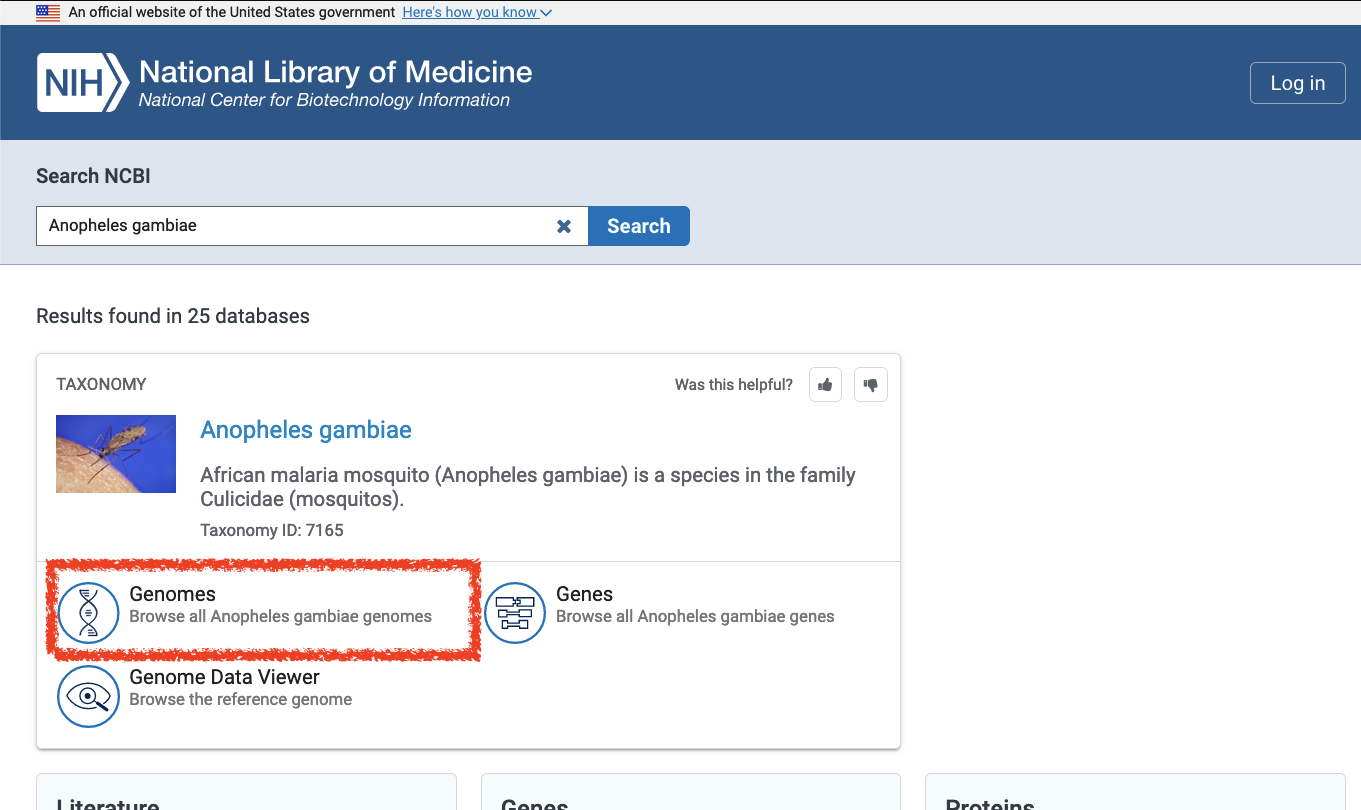 An official website of the United States government Here's how you know
NIH National Library of Medicine
National Center for Biotechnology Information
Log in
Search NCBI
Anopheles gambiae
Search
Results found in 25 databases
TAXONOMY
Was this helpful?
Anopheles gambiae
African malaria mosquito (Anopheles gambiae) is a species in the family
Culicidae (mosquitos).
Taxonomy ID: 7165
Genomes
Browse all Anopheles gambiae genomes
Genes
Browse all Anopheles gambiae genes
Genome Data Viewer
Browse the reference genome
Literature
Genes
Proteins